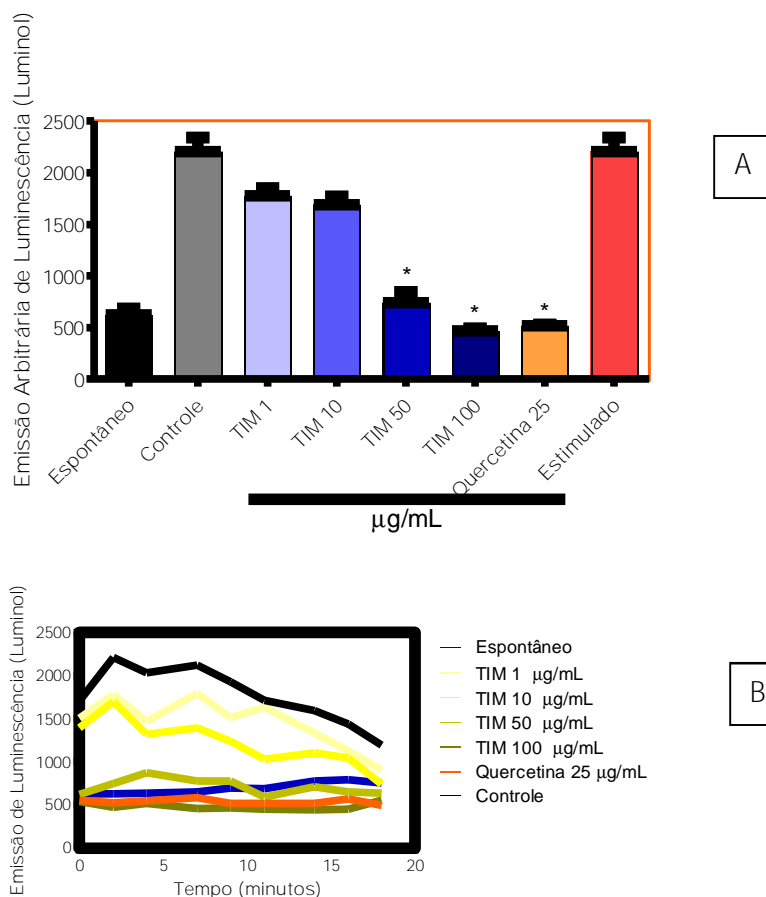 Emissão Arbitrária de Luminescência (Luminol)
2500
2000
1500
1000
500
0
*
*
*
Espontâneo
Controle
TIM 1
TIM 10
TIM 50
TIM 100
Quercetina 25
Estimulado
μg/mL
A
Emissão de Luminescência (Luminol)
2500
2000
1500
1000
500
0
0
5
10
15
20
Tempo (minutos)
Espontâneo
TIM 1 μg/mL
TIM 10 μg/mL
TIM 50 μg/mL
TIM 100 μg/mL
Quercetina 25 μg/mL
Controle
B